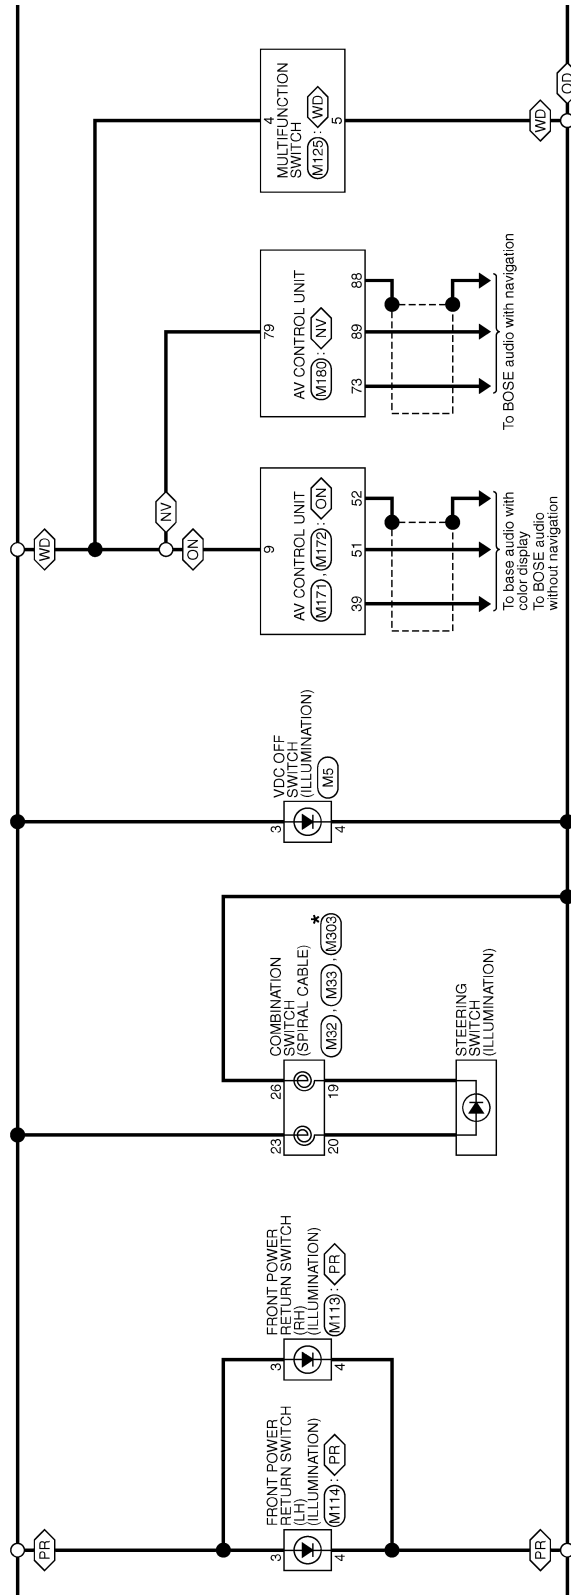 PR
PR
FRONT POWER
RETURN SWITCH
(LH)
(ILLUMINATION)
M114 : PR
3
4
FRONT POWER
RETURN SWITCH
(RH)
(ILLUMINATION)
M113 : PR
3
4
COMBINATION
SWITCH
(SPIRAL CABLE)
*
M32 , M33 , M303
23
26
20
19
STEERING
SWITCH
(ILLUMINATION)
VDC OFF
SWITCH
(ILLUMINATION)
M5
3
4
WD
NV
ON
9
AV CONTROL UNIT
M171 , M172 : ON
39
51
52
To base audio with
color display
To BOSE audio
without navigation
79
AV CONTROL UNIT
M180 : NV
73
89
88
To BOSE audio with navigation
4
MULTIFUNCTION
SWITCH
M125 : WD
5
WD
OD